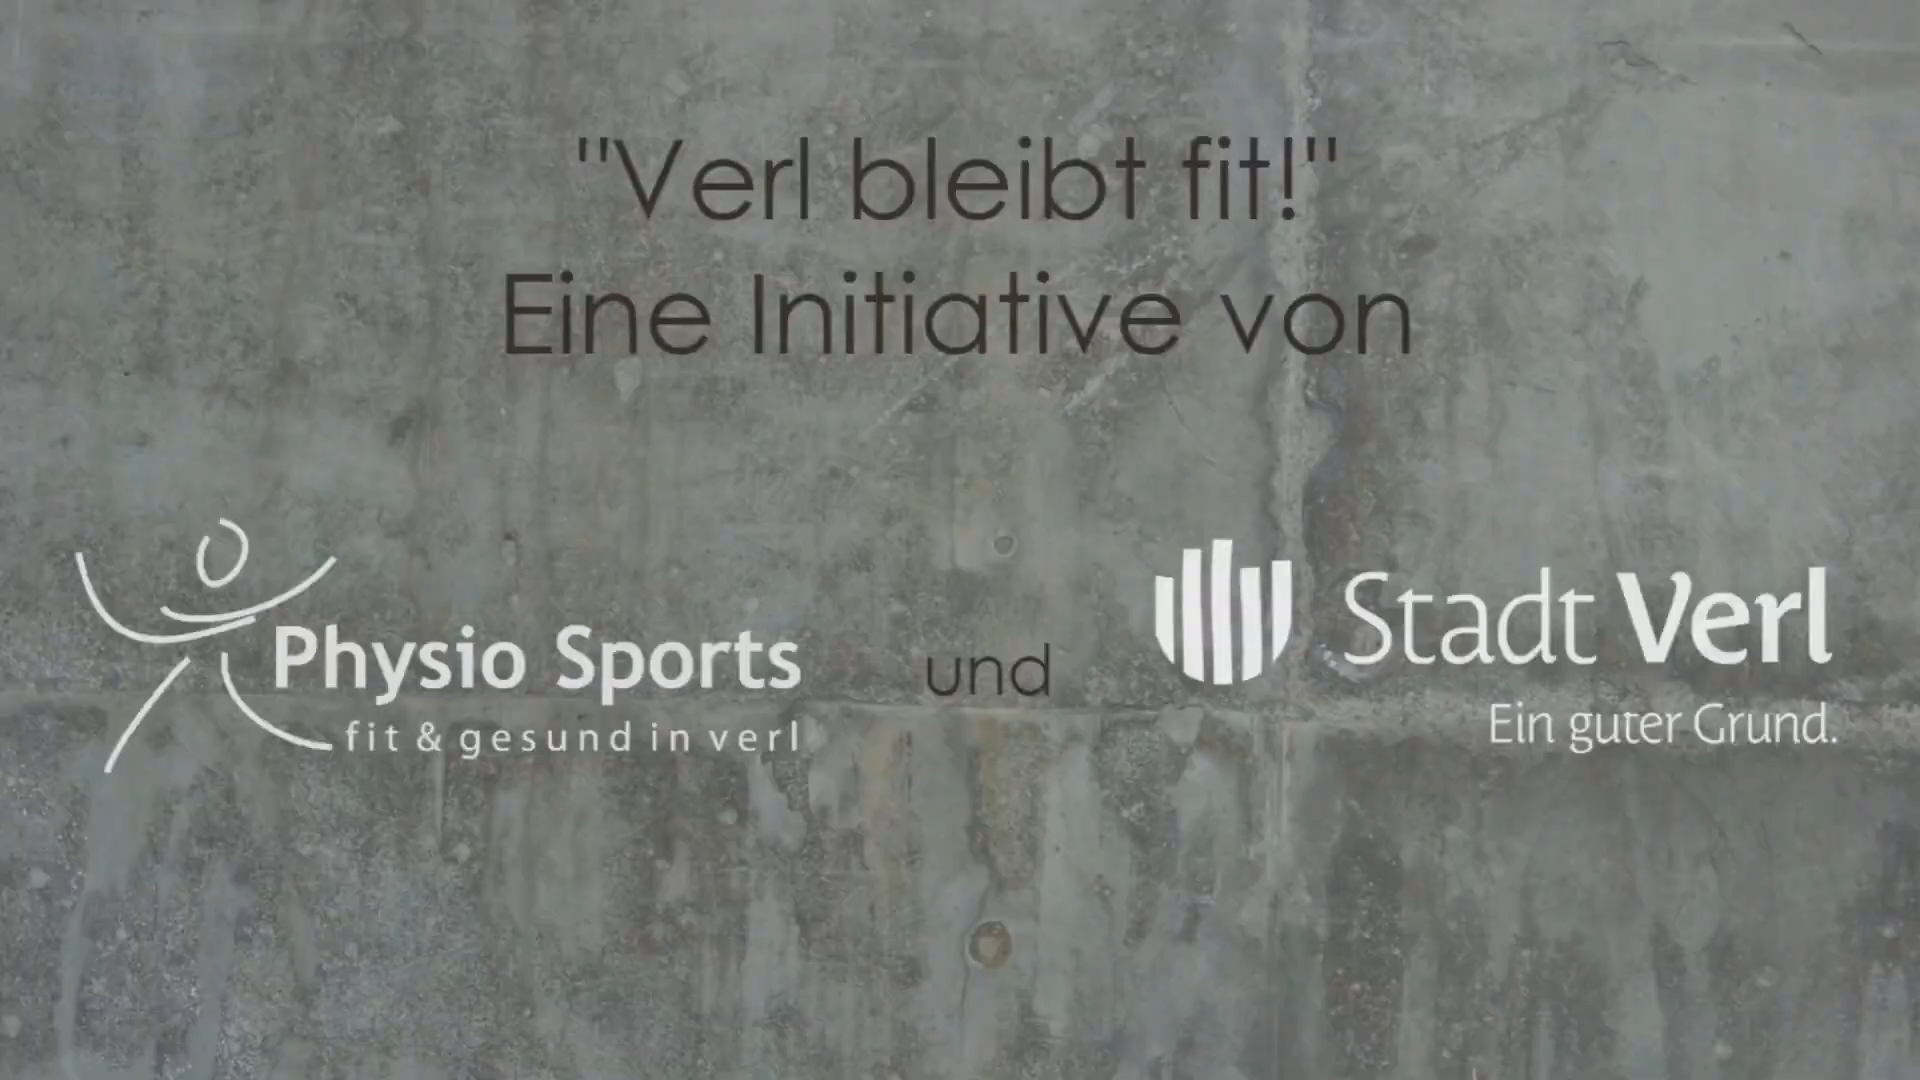 "Verl bleibt fit!"
Eine Initiative von
Physio Sports
fit & gesund in verl
und
Stadt Verl
Ein guter Grund.